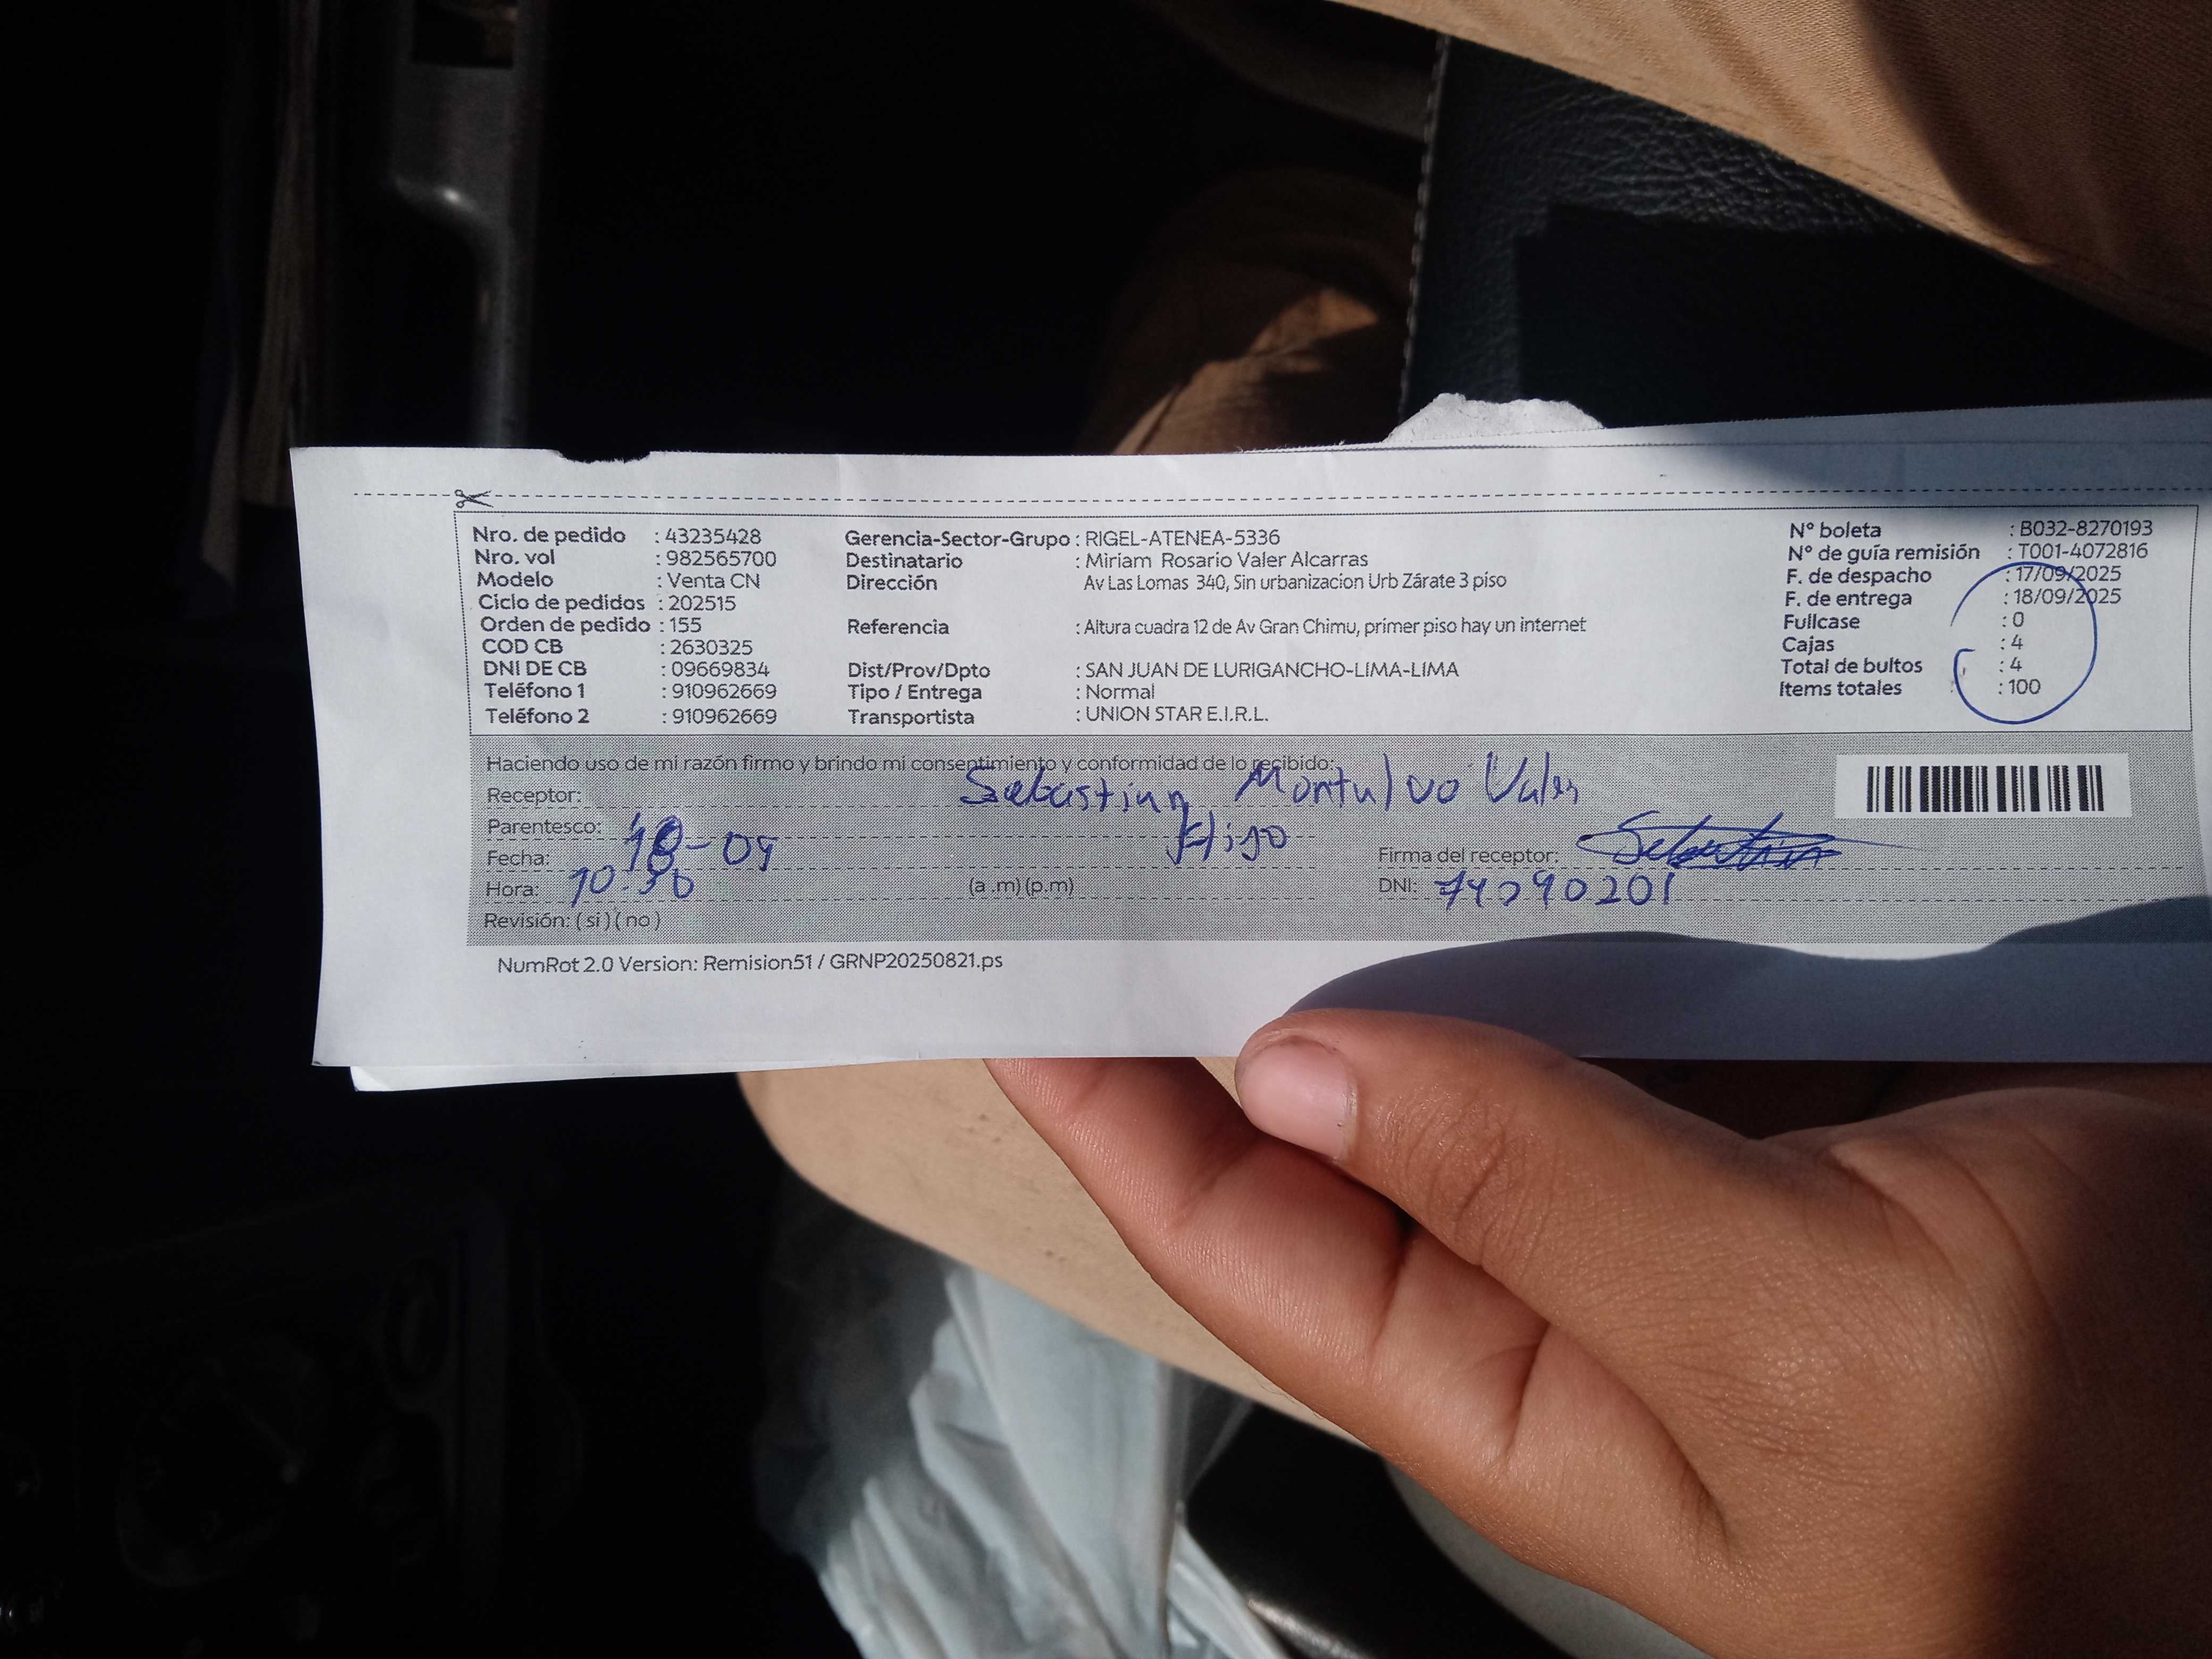 Nro. de pedido : 43235428
Nro. vol : 982565700
Modelo : Venta CN
Ciclo de pedidos : 202515
Orden de pedido : 155
COD CB : 2630325
DNI DE CB : 09669834
Teléfono 1 : 910962669
Teléfono 2 : 910962669
Gerencia-Sector-Grupo : RIGEL-ATENEA-5336
Destinatario : Miriam Rosario Valer Alcarras
Dirección Av Las Lomas 340, Sin urbanizacion Urb Zárate 3 piso
Referencia : Altura cuadra 12 de Av Gran Chimu, primer piso hay un internet
Dist/Prov/Dpto : SAN JUAN DE LURIGANCHO-LIMA-LIMA
Tipo / Entrega : Normal
Transportista : UNION STAR E.I.R.L.
N° boleta : B032-8270193
N° de guía remisión : T001-4072816
F. de despacho : 17/09/2025
F. de entrega : 18/09/2025
Fullcase : 0
Cajas : 4
Total de bultos : 4
Items totales : 100
Haciendo uso de mi razón firmo y brindo mi consentimiento y conformidad de lo recibido:
Receptor: Sebastian Montalvo Valer
Parentesco: Hijo
Fecha: 18-09
Hora: 10:30 (a .m) (p.m)
Revisión: ( si ) ( no )
Firma del receptor: Sebastian
DNI:
NumRot 2.0 Version: Remision51 / GRNP20250821.ps